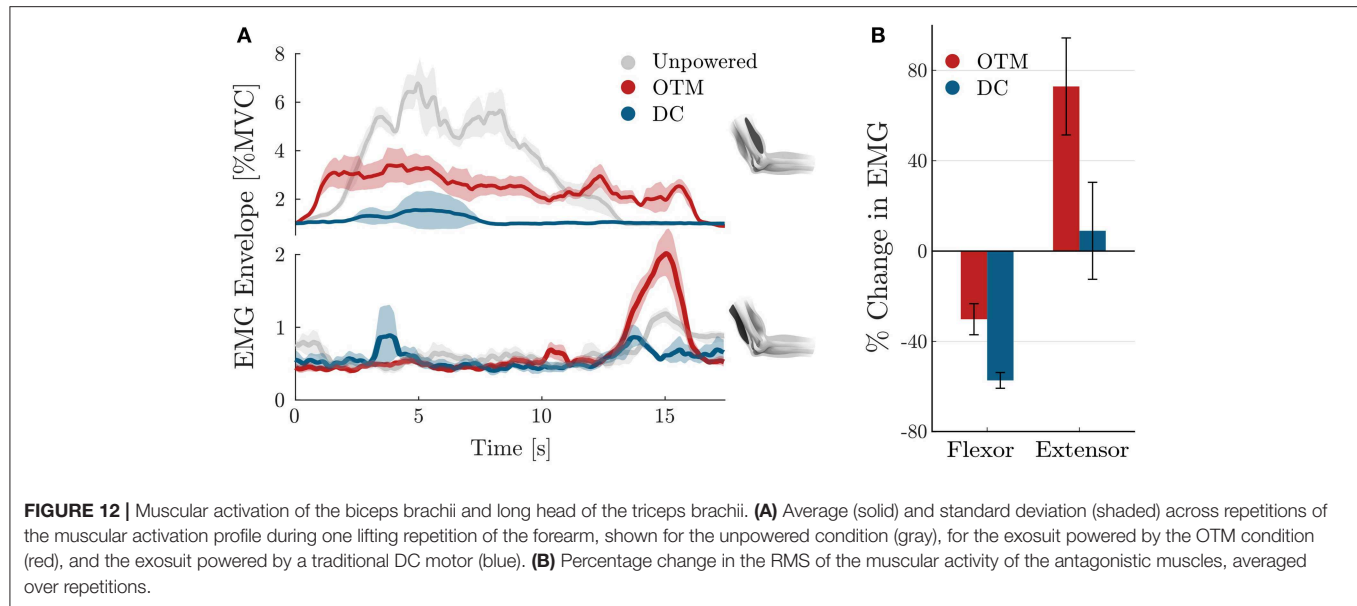 A
EMG Envelope [%MVC]
8
6
4
2
Unpowered
OTM
DC
2
1
0
0
5
10
15
Time [s]
B
% Change in EMG
80
40
0
-40
-80
OTM
DC
Flexor
Extensor
FIGURE 12 | Muscular activation of the biceps brachii and long head of the triceps brachii. (A) Average (solid) and standard deviation (shaded) across repetitions of
the muscular activation profile during one lifting repetition of the forearm, shown for the unpowered condition (gray), for the exosuit powered by the OTM condition
(red), and the exosuit powered by a traditional DC motor (blue). (B) Percentage change in the RMS of the muscular activity of the antagonistic muscles, averaged
over repetitions.